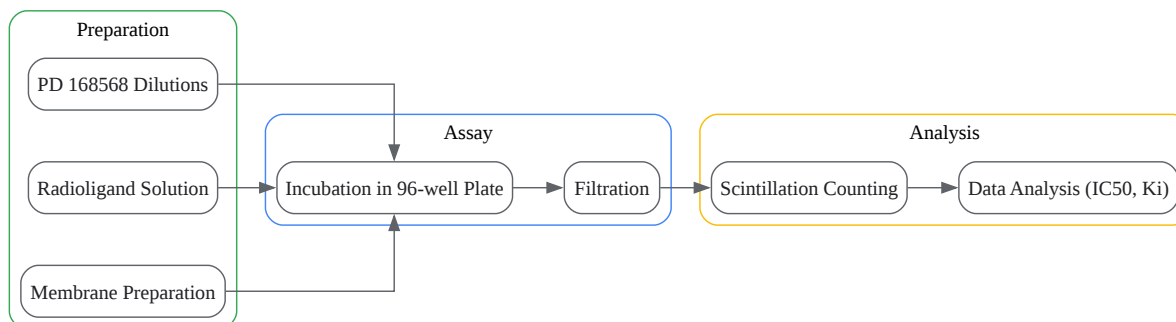 Preparation
PD 168568 Dilutions
Radioligand Solution
Membrane Preparation
Assay
Incubation in 96-well Plate
Filtration
Analysis
Scintillation Counting
Data Analysis (IC50, Ki)